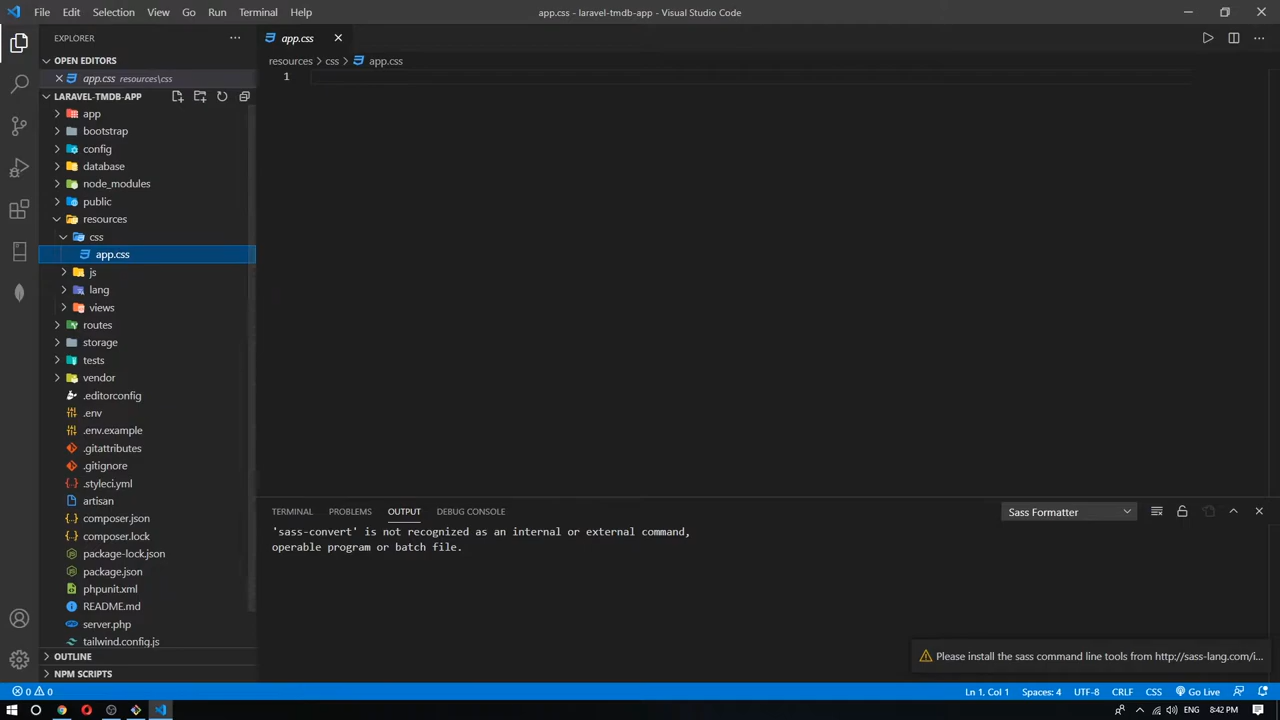 File Edit Selection View Go Run Terminal Help
app.css - laravel-tmdb-app - Visual Studio Code
EXPLORER
OPEN EDITORS
app.css resources\css
LARAVEL-TMDB-APP
app
bootstrap
config
database
node_modules
public
resources
css
app.css
js
lang
views
routes
storage
tests
vendor
.editorconfig
.env
.env.example
.gitattributes
.gitignore
.styleci.yml
artisan
composer.json
composer.lock
package-lock.json
package.json
phpunit.xml
README.md
server.php
tailwind.config.js
OUTLINE
NPM SCRIPTS
app.css
resources > css > app.css
1
TERMINAL PROBLEMS OUTPUT DEBUG CONSOLE
Sass Formatter
'sass-convert' is not recognized as an internal or external command,
operable program or batch file.
Please install the sass command line tools from http://sass-lang.com/i...
0 0
Ln 1, Col 1 Spaces: 4 UTF-8 CRLF CSS Go Live
ENG 8:42 PM